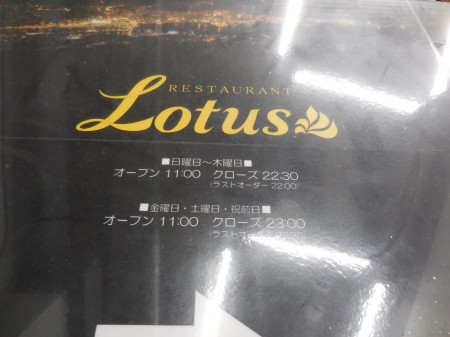 RESTAURANT
Lotus
■日曜日～木曜日■
オープン 11:00 クローズ 22:30
(ラストオーダー 22:00)
■金曜日・土曜日・祝前日■
オープン 11:00 クローズ 23:00